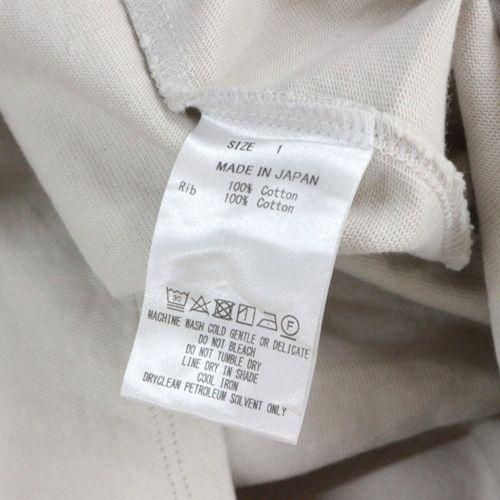 SIZE 1
MADE IN JAPAN
100% Cotton
Rib 100% Cotton
30 F
MACHINE WASH COLD GENTLE OR DELICATE
DO NOT BLEACH
DO NOT TUMBLE DRY
LINE DRY IN SHADE
COOL IRON
DRYCLEAN PETROLEUM SOLVENT ONLY